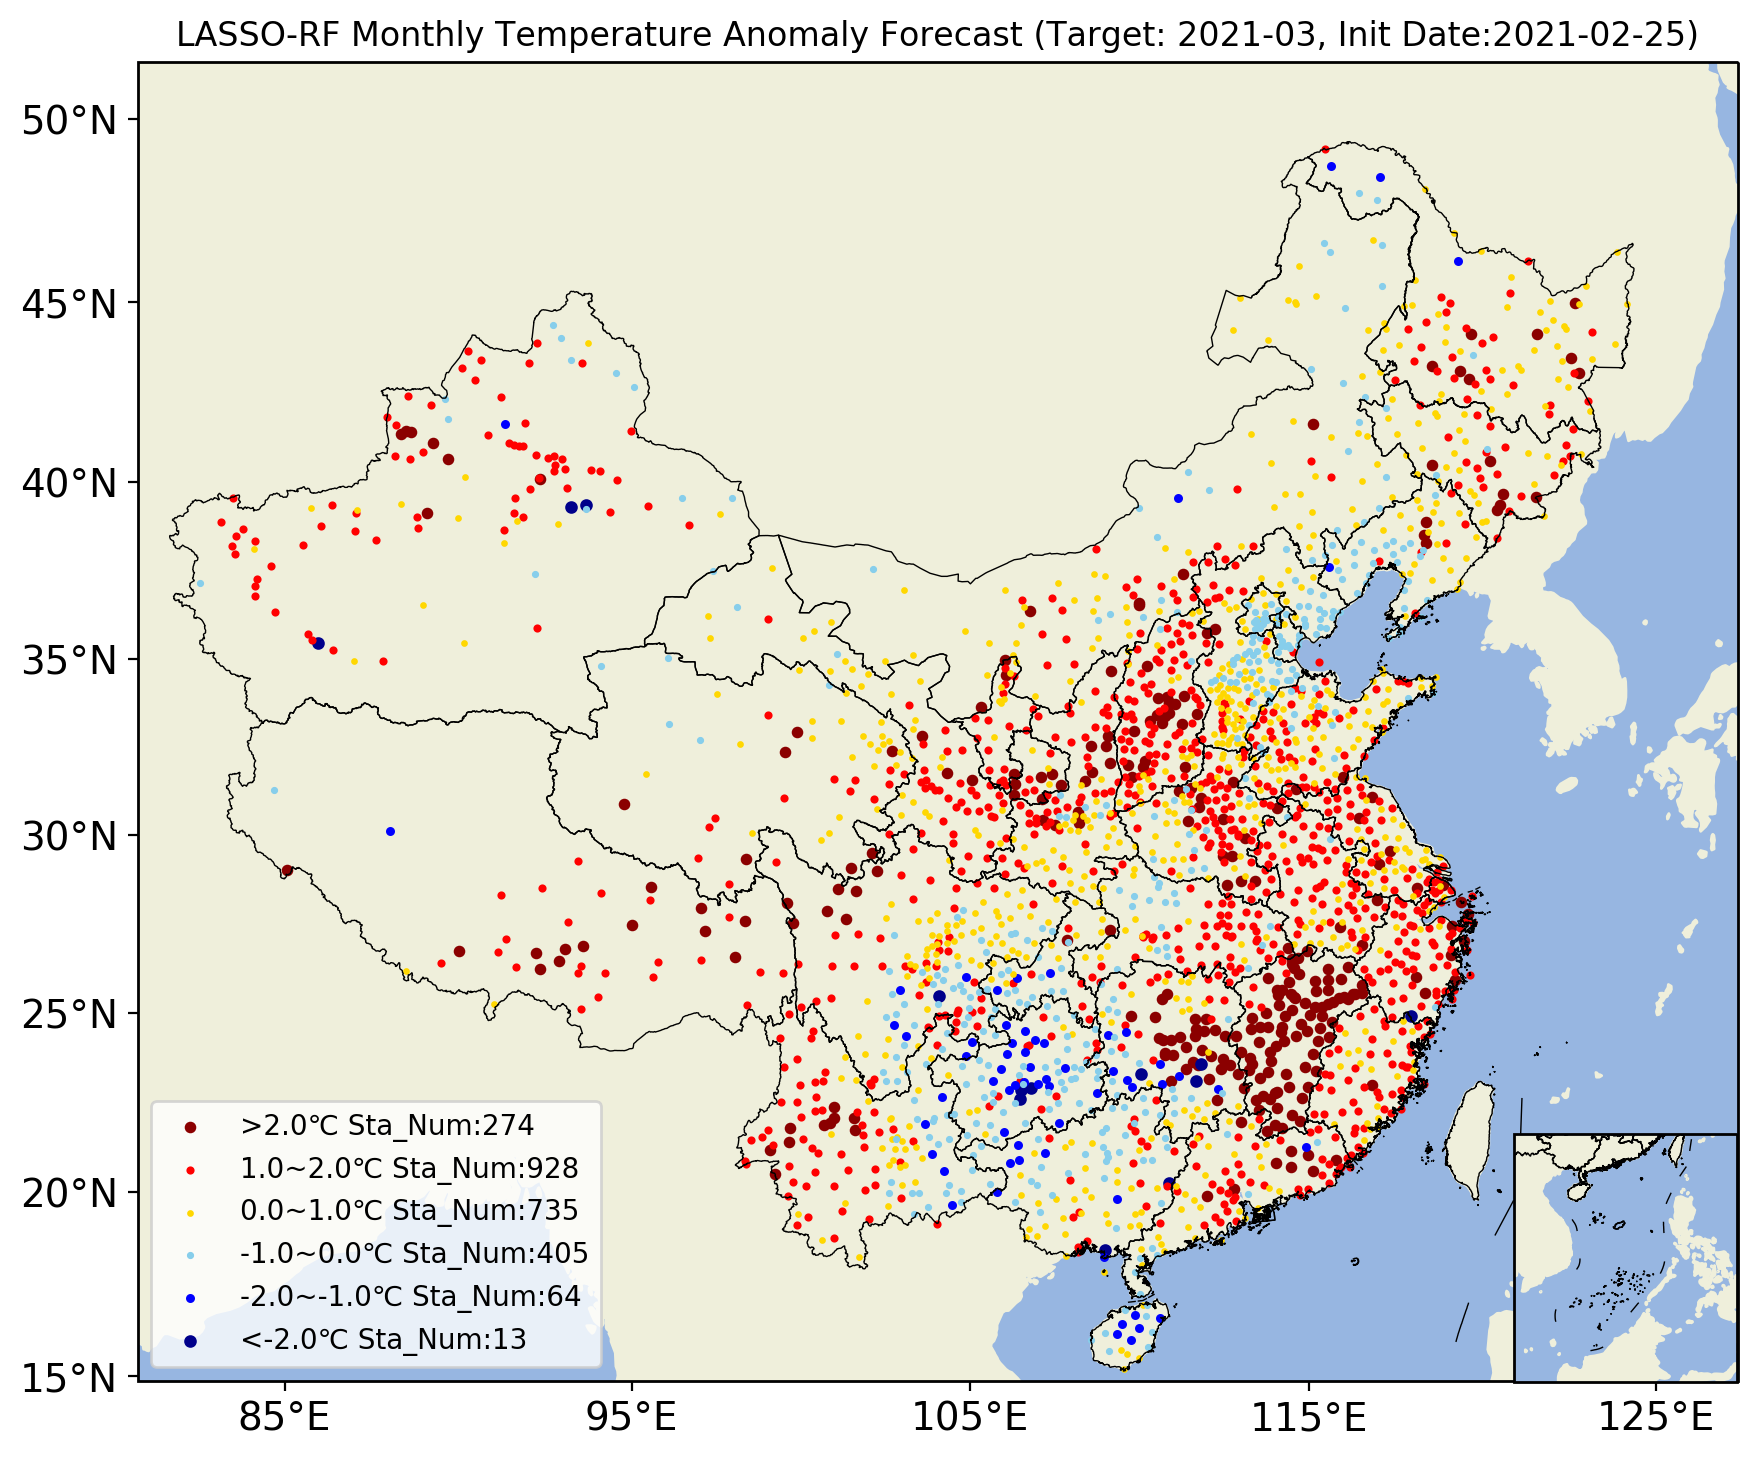 LASSO-RF Monthly Temperature Anomaly Forecast (Target: 2021-03, Init Date:2021-02-25)
50°N
45°N
40°N
35°N
30°N
25°N
20°N
15°N
>2.0℃ Sta_Num:274
1.0~2.0℃ Sta_Num:928
0.0~1.0℃ Sta_Num:735
-1.0~0.0℃ Sta_Num:405
-2.0~-1.0℃ Sta_Num:64
<-2.0℃ Sta_Num:13
85°E
95°E
105°E
115°E
125°E